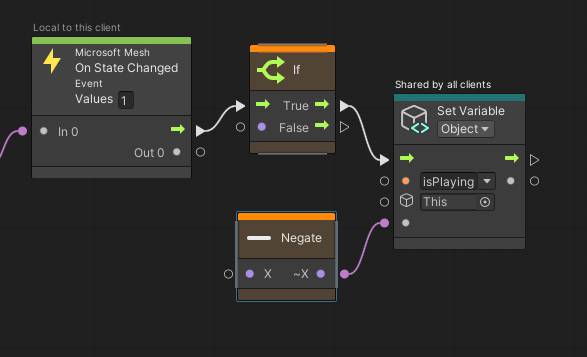 Local to this client
Microsoft Mesh
On State Changed
Event
Values 1
In 0
Out 0
If
True
False
Shared by all clients
Set Variable
Object
isPlaying
This
Negate
X ~X